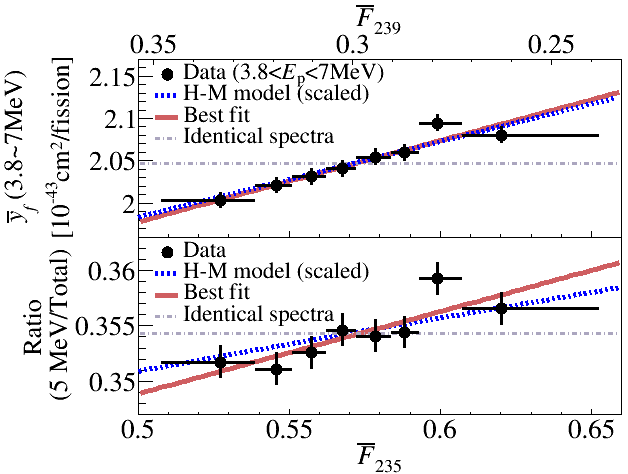 F̅239
0.35 0.3 0.25
y̅f (3.8~7MeV)
[10-43cm2/fission]
2.15
2.1
2.05
2
Data (3.8<Ep<7MeV)
H-M model (scaled)
Best fit
Identical spectra
Ratio
(5 MeV/Total)
0.36
0.355
0.35
Data
H-M model (scaled)
Best fit
Identical spectra
0.5 0.55 0.6 0.65
F̅235